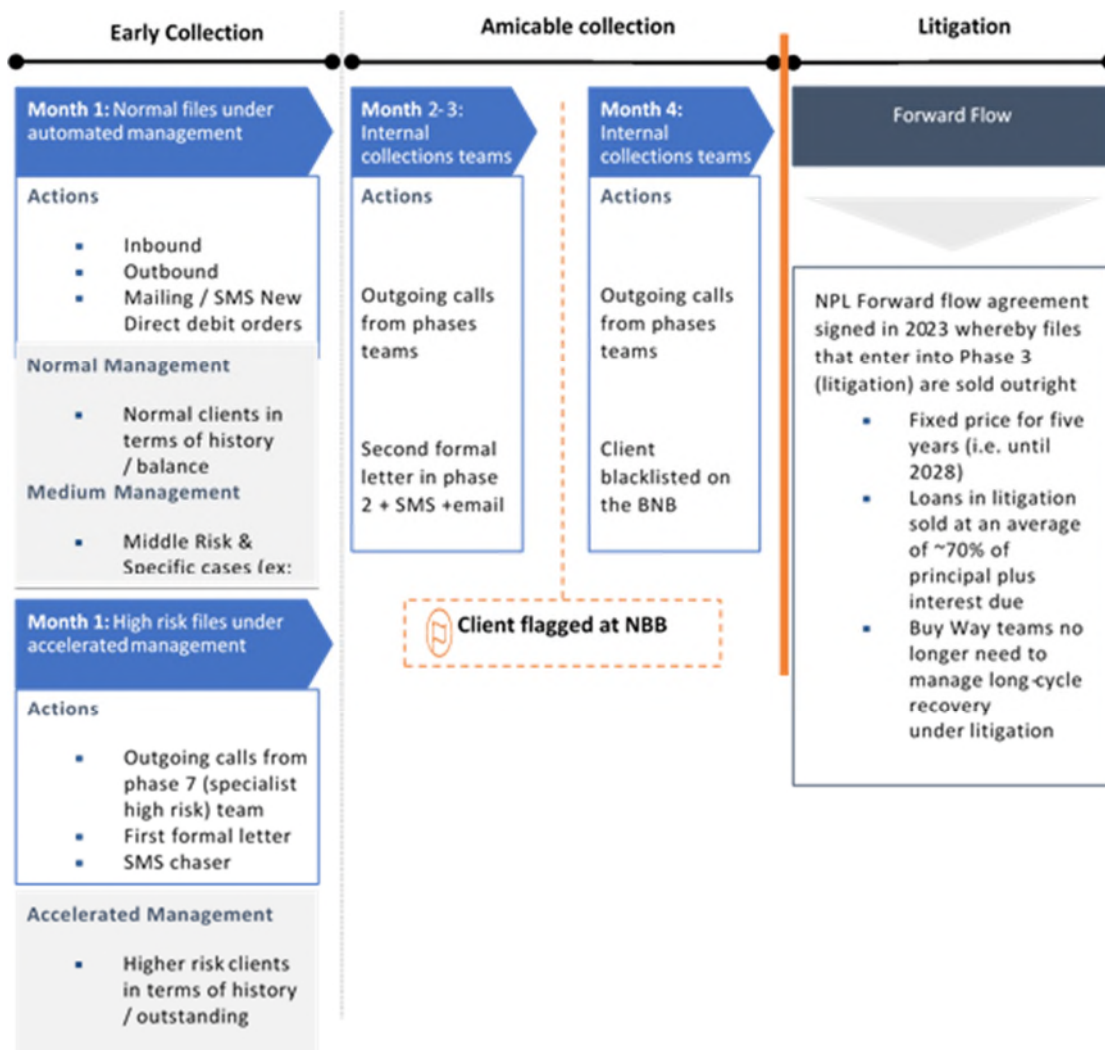 Early Collection
Month 1: Normal files under
automated management
Actions
Inbound
Outbound
Mailing / SMS New
Direct debit orders
Normal Management
Normal clients in
terms of history
/ balance
Medium Management
Middle Risk &
Specific cases (ex:
Month 1: High risk files under
accelerated management
Actions
Outgoing calls from
phase 7 (specialist
high risk) team
First formal letter
SMS chaser
Accelerated Management
Higher risk clients
in terms of history
/ outstanding
Amicable collection
Month 2-3:
Internal
collections teams
Actions
Outgoing calls
from phases
teams
Second formal
letter in phase
2 + SMS +email
Month 4:
Internal
collections teams
Actions
Outgoing calls
from phases
teams
Client
blacklisted on
the BNB
Client flagged at NBB
Litigation
Forward Flow
NPL Forward flow agreement
signed in 2023 whereby files
that enter into Phase 3
(litigation) are sold outright
Fixed price for five
years (i.e. until
2028)
Loans in litigation
sold at an average
of ~70% of
principal plus
interest due
Buy Way teams no
longer need to
manage long-cycle
recovery
under litigation